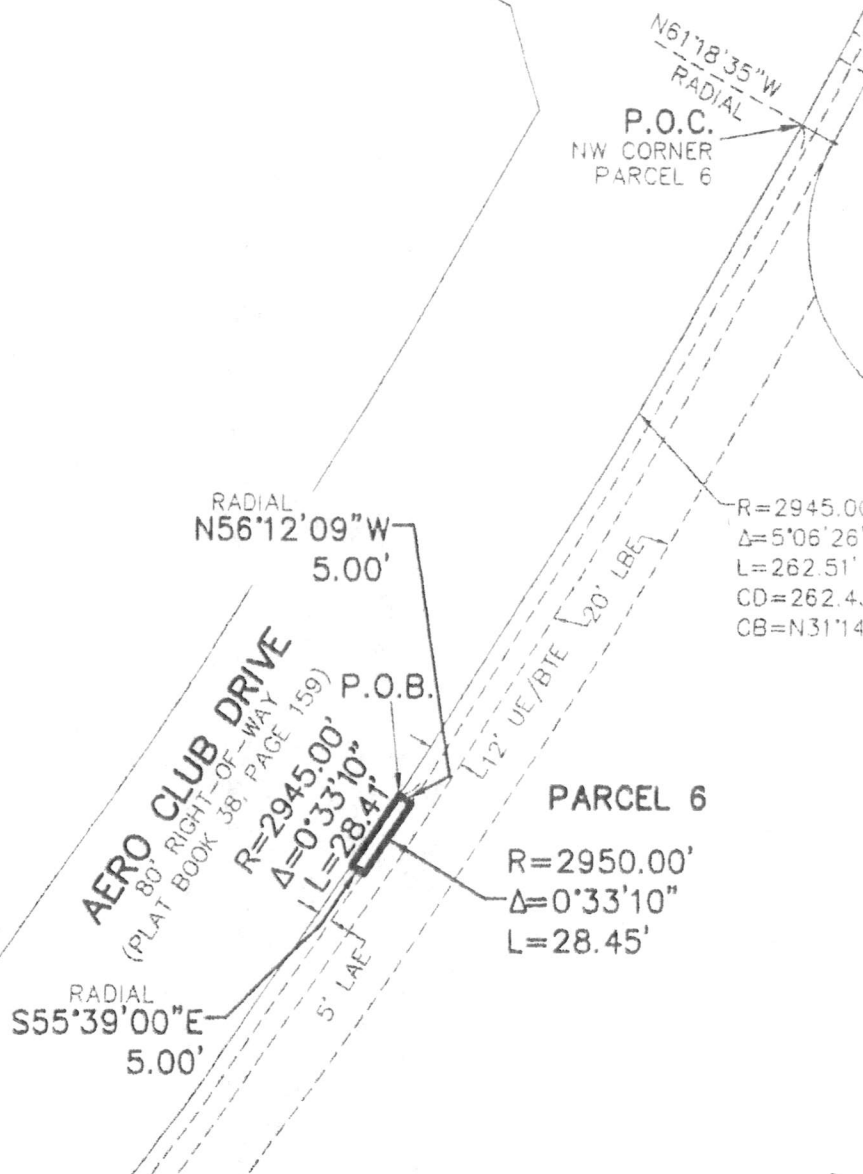 N61°18'35"W
RADIAL
P.O.C.
NW CORNER
PARCEL 6
RADIAL
N56°12'09"W
5.00'
R=2945.00
Δ=5°06'26"
L=262.51'
CD=262.4
CB=N31°14
20' LBE
12' UE/BTE
P.O.B.
AERO CLUB DRIVE
80' RIGHT-OF-WAY
(PLAT BOOK 38, PAGE 159)
R=2945.00'
Δ=0°33'10"
L=28.41'
PARCEL 6
R=2950.00'
Δ=0°33'10"
L=28.45'
5' LAE
RADIAL
S55°39'00"E
5.00'